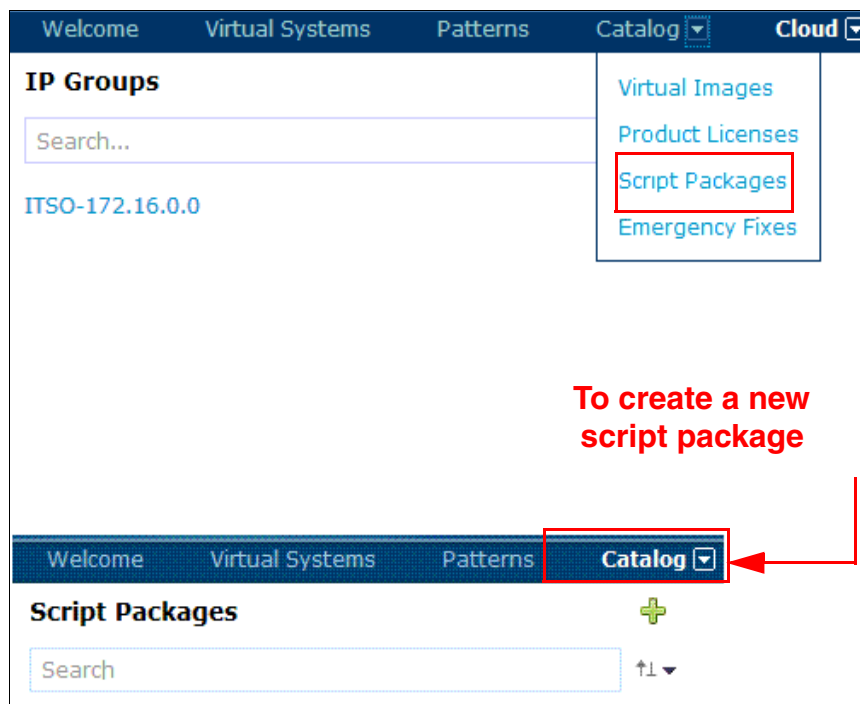 Welcome Virtual Systems Patterns Catalog Cloud
IP Groups
Search...
ITSO-172.16.0.0
Virtual Images
Product Licenses
Script Packages
Emergency Fixes
To create a new
script package
Welcome Virtual Systems Patterns Catalog
Script Packages
Search